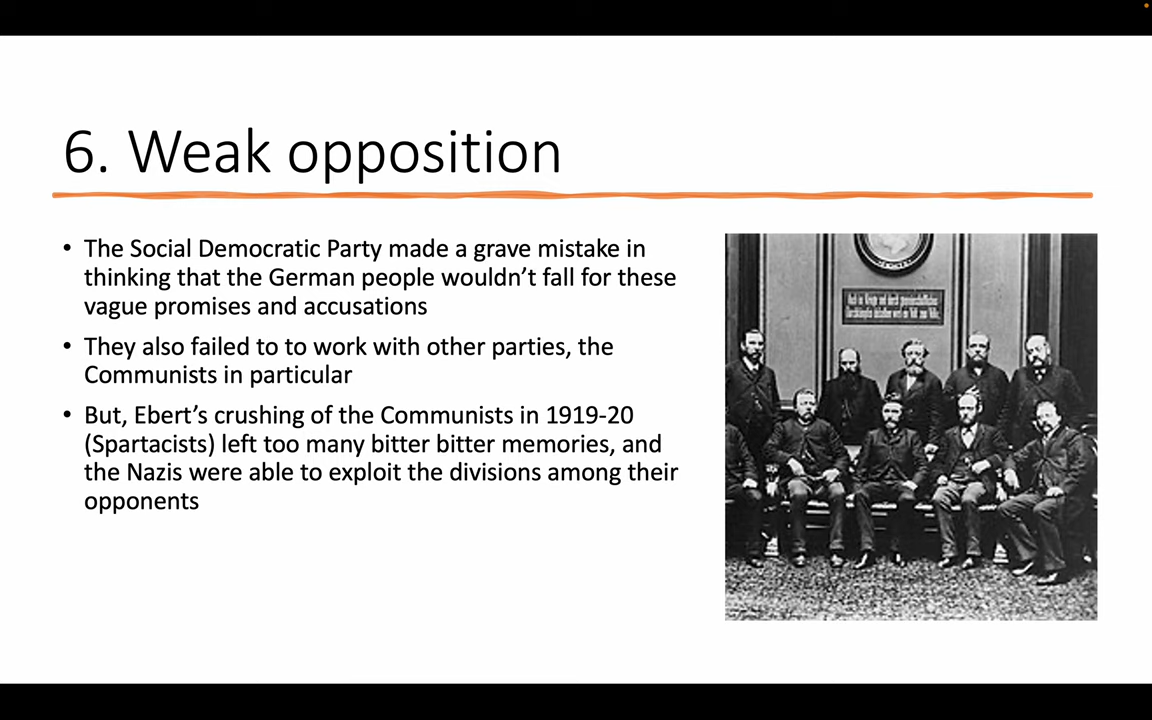 6. Weak opposition
• The Social Democratic Party made a grave mistake in
thinking that the German people wouldn't fall for these
vague promises and accusations
• They also failed to to work with other parties, the
Communists in particular
• But, Ebert's crushing of the Communists in 1919-20
(Spartacists) left too many bitter bitter memories, and
the Nazis were able to exploit the divisions among their
opponents